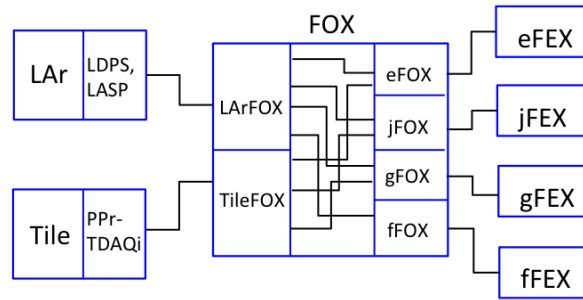 FOX
LAr
LDPS,
LASP
LArFOX
TileFOX
Tile
PPr-
TDAQi
eFOX
jFOX
gFOX
fFOX
eFEX
jFEX
gFEX
fFEX